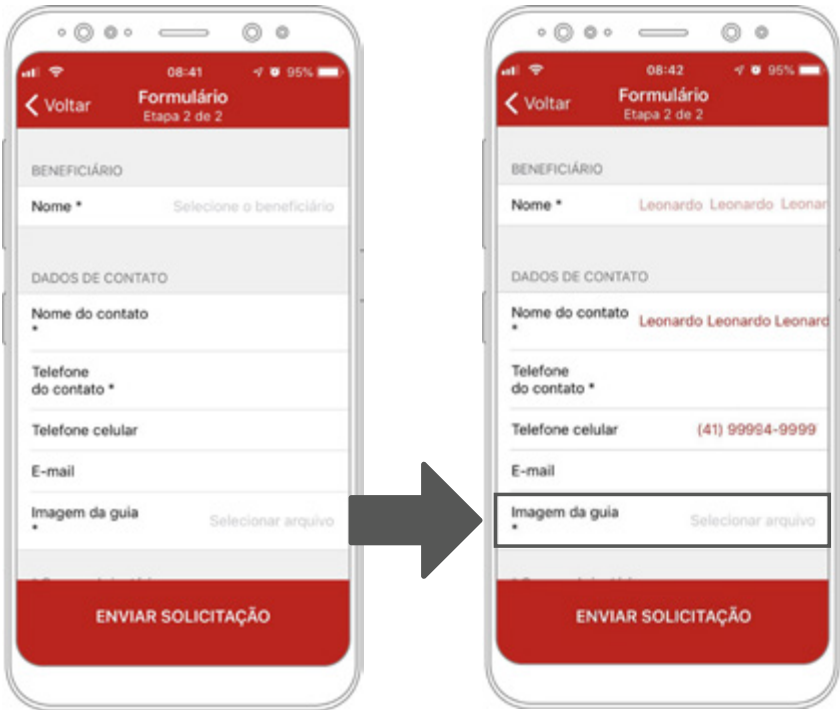 08:41
95%
Voltar
Formulário
Etapa 2 de 2
BENEFICIÁRIO
Nome *
Selecione o beneficiário
DADOS DE CONTATO
Nome do contato
*
Telefone
do contato *
Telefone celular
E-mail
Imagem da guia
*
Selecionar arquivo
ENVIAR SOLICITAÇÃO
08:42
95%
Voltar
Formulário
Etapa 2 de 2
BENEFICIÁRIO
Nome *
Leonardo Leonardo Leonar
DADOS DE CONTATO
Nome do contato
*
Leonardo Leonardo Leonard
Telefone
do contato *
Telefone celular
(41) 99994-9999
E-mail
Imagem da guia
*
Selecionar arquivo
ENVIAR SOLICITAÇÃO